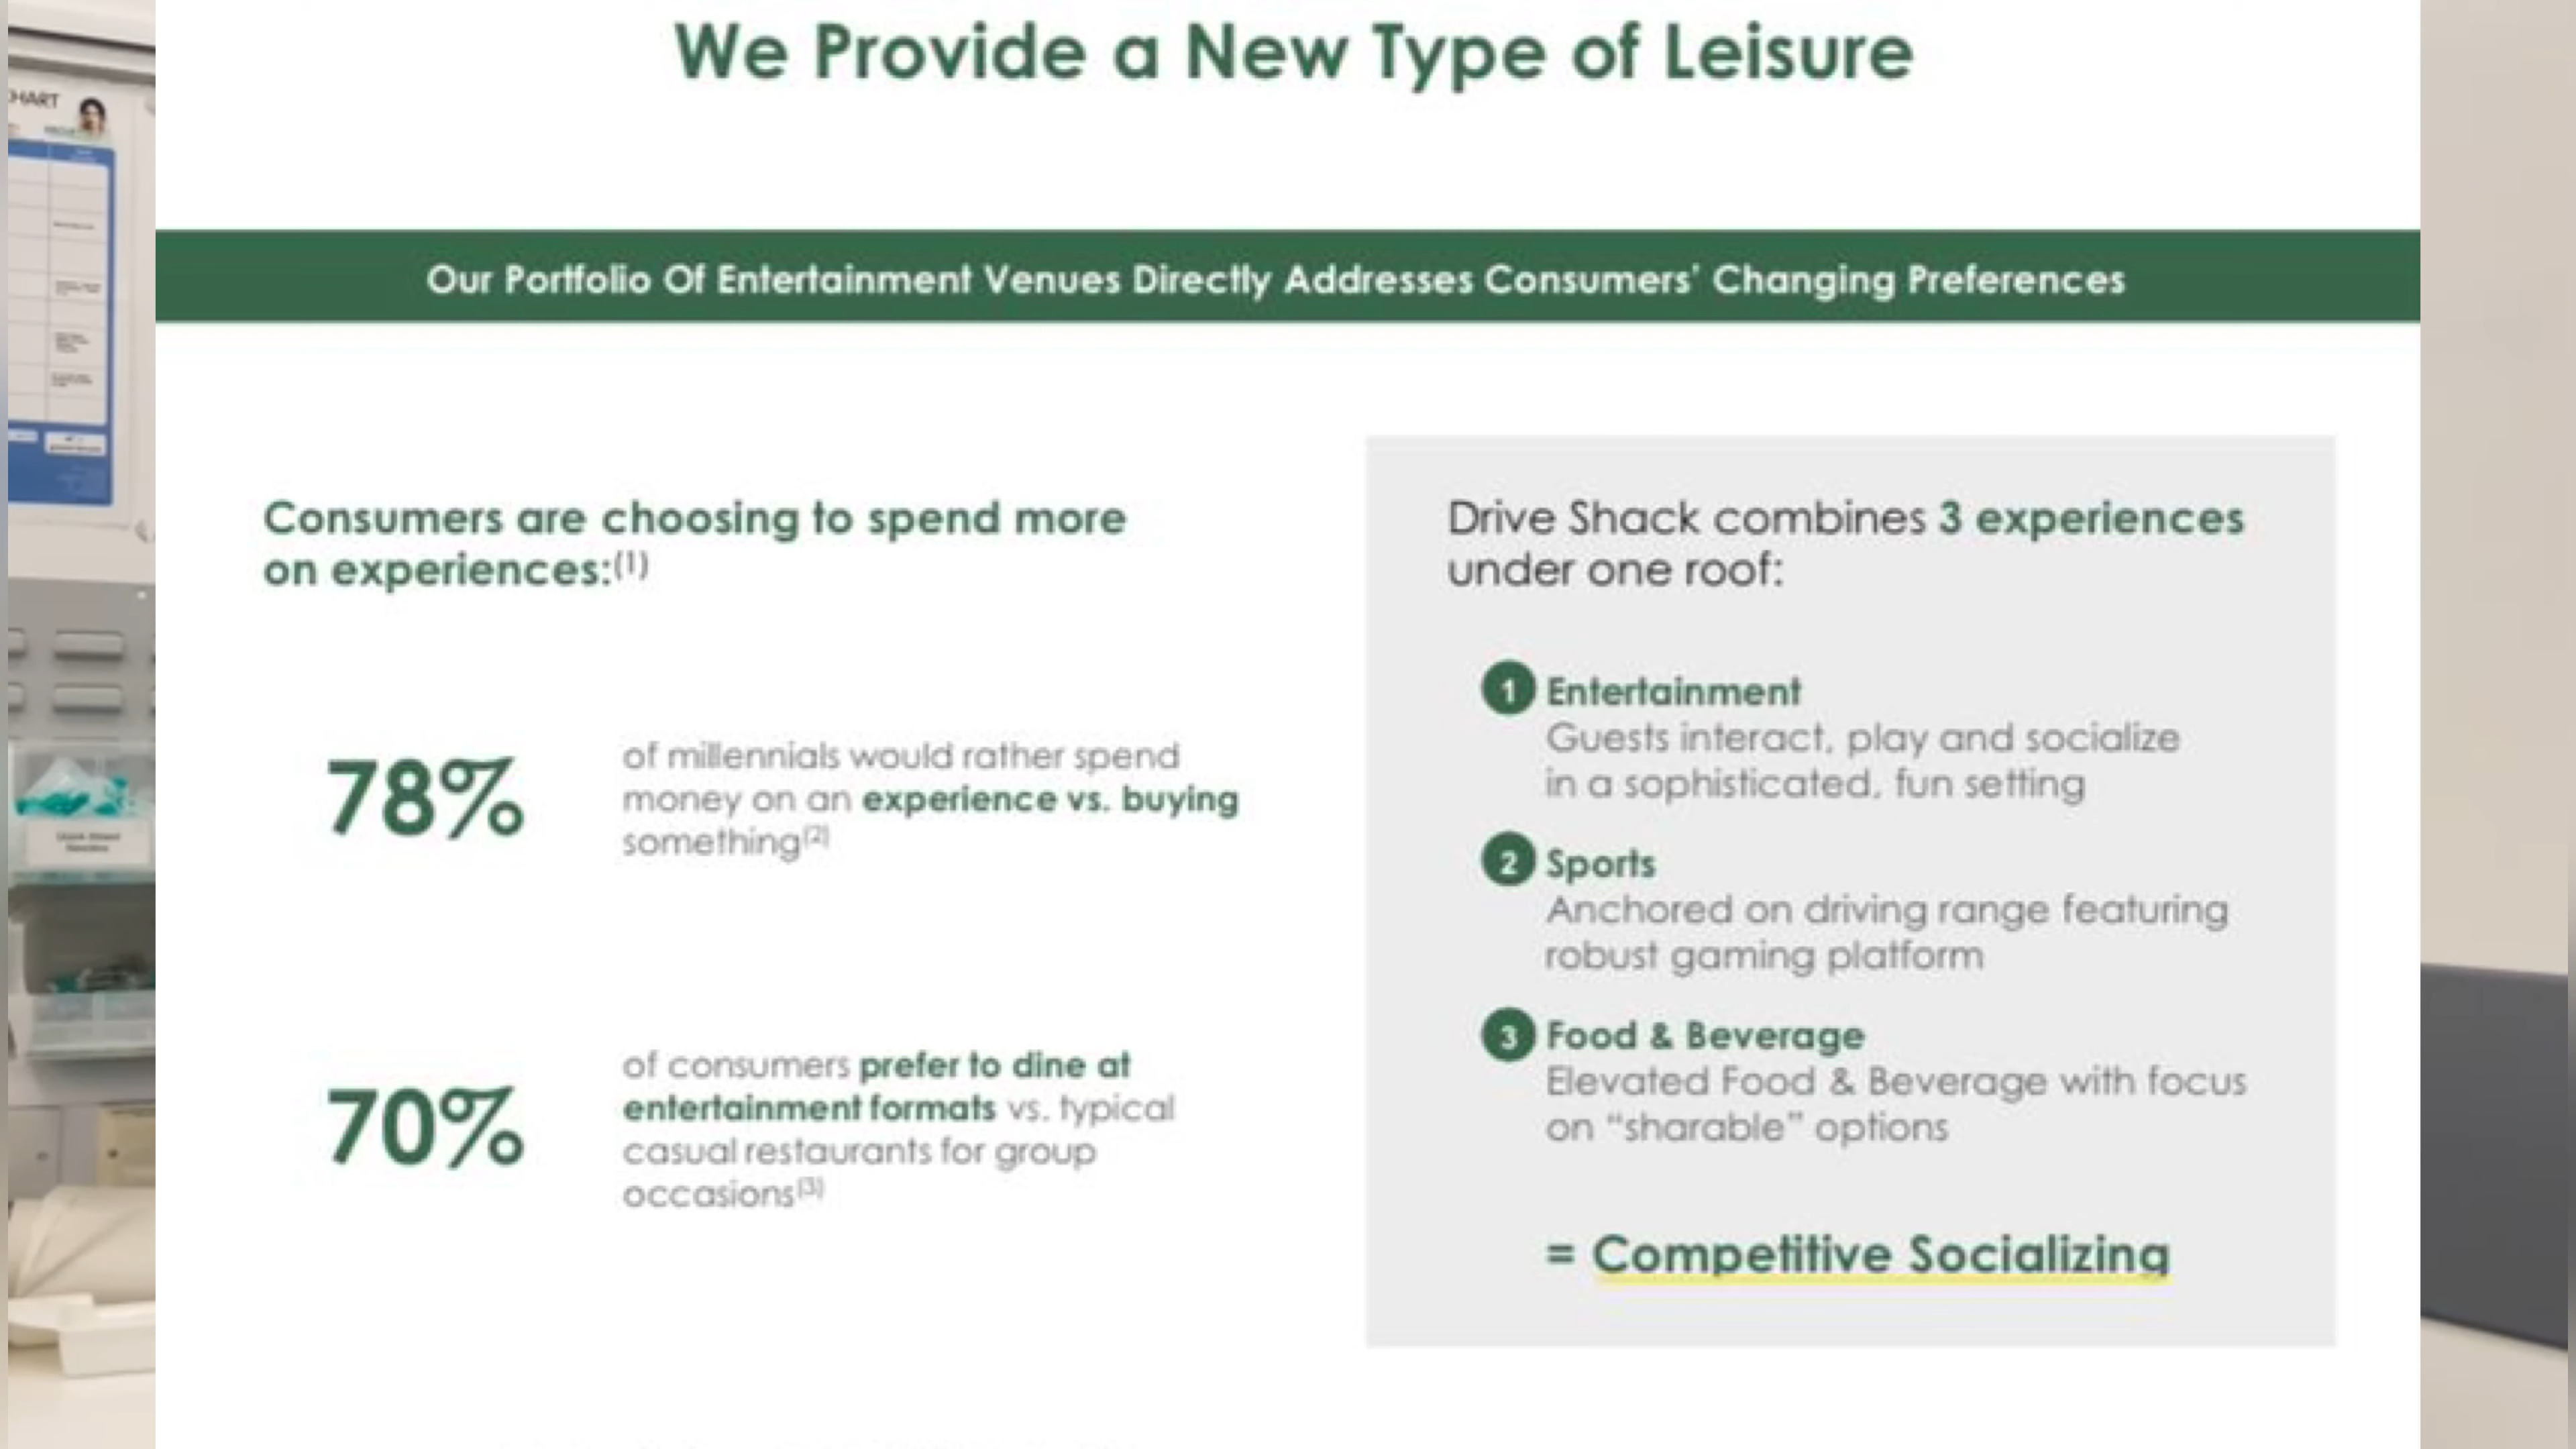 We Provide a New Type of Leisure
Our Portfolio Of Entertainment Venues Directly Addresses Consumers' Changing Preferences
Consumers are choosing to spend more
on experiences:(1)
78%
of millennials would rather spend
money on an experience vs. buying
something(2)
70%
of consumers prefer to dine at
entertainment formats vs. typical
casual restaurants for group
occasions(3)
Drive Shack combines 3 experiences
under one roof:
1 Entertainment
Guests interact, play and socialize
in a sophisticated, fun setting
2 Sports
Anchored on driving range featuring
robust gaming platform
3 Food & Beverage
Elevated Food & Beverage with focus
on “sharable” options
= Competitive Socializing